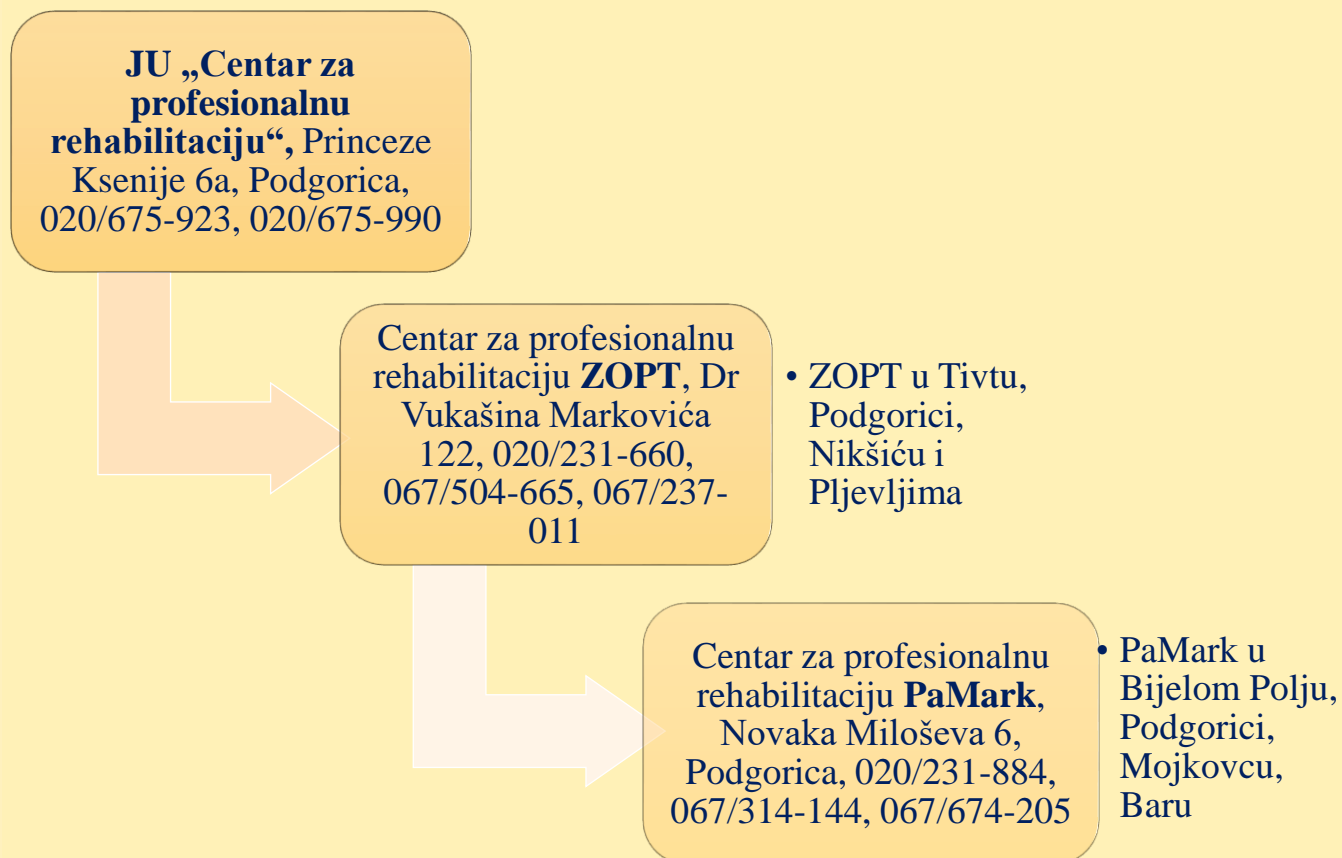 JU „Centar za
profesionalnu
rehabilitaciju“, Princeze
Ksenije 6a, Podgorica,
020/675-923, 020/675-990
Centar za profesionalnu
rehabilitaciju ZOPT, Dr
Vukašina Markovića
122, 020/231-660,
067/504-665, 067/237-
011
• ZOPT u Tivtu,
Podgorici,
Nikšiću i
Pljevljima
Centar za profesionalnu
rehabilitaciju PaMark,
Novaka Miloševa 6,
Podgorica, 020/231-884,
067/314-144, 067/674-205
• PaMark u
Bijelom Polju,
Podgorici,
Mojkovcu,
Baru